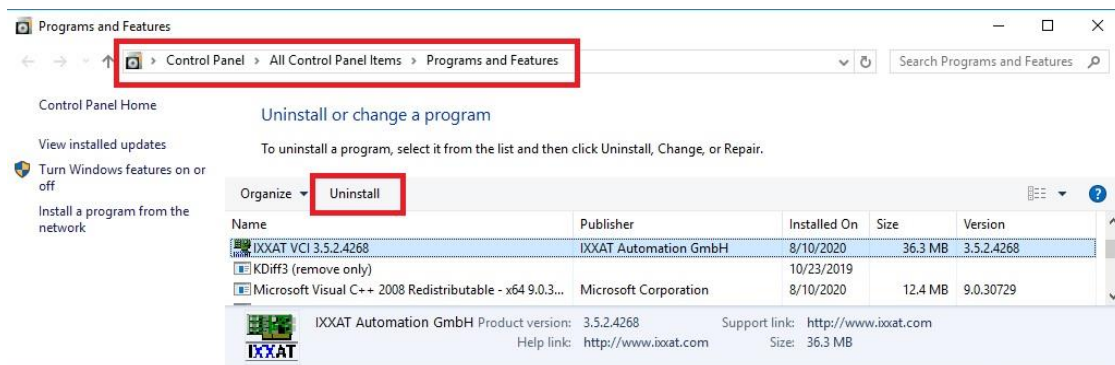 Programs and Features
Control Panel > All Control Panel Items > Programs and Features
Search Programs and Features
Control Panel Home
View installed updates
Turn Windows features on or
off
Install a program from the
network
Uninstall or change a program
To uninstall a program, select it from the list and then click Uninstall, Change, or Repair.
Organize Uninstall
Name Publisher Installed On Size Version
IXXAT VCI 3.5.2.4268 IXXAT Automation GmbH 8/10/2020 36.3 MB 3.5.2.4268
KDiff3 (remove only) 10/23/2019
Microsoft Visual C++ 2008 Redistributable - x64 9.0.3... Microsoft Corporation 8/10/2020 12.4 MB 9.0.30729
IXXAT Automation GmbH Product version: 3.5.2.4268 Support link: http://www.ixxat.com
Help link: http://www.ixxat.com Size: 36.3 MB
IXXAT